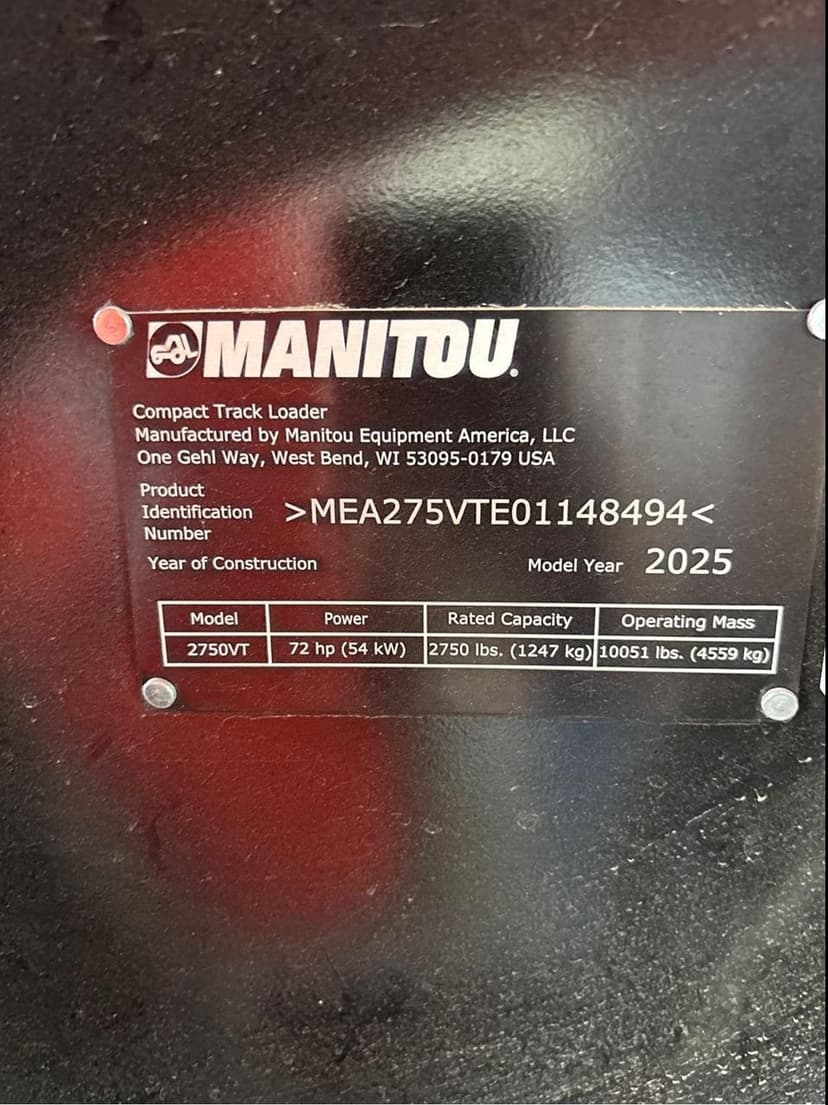 MANITOU®
Compact Track Loader
Manufactured by Manitou Equipment America, LLC
One Gehl Way, West Bend, WI 53095-0179 USA
Product
Identification >MEA275VTE01148494<
Number
Year of Construction Model Year 2025
Model Power Rated Capacity Operating Mass
2750VT 72 hp (54 kW) 2750 lbs. (1247 kg) 10051 lbs. (4559 kg)